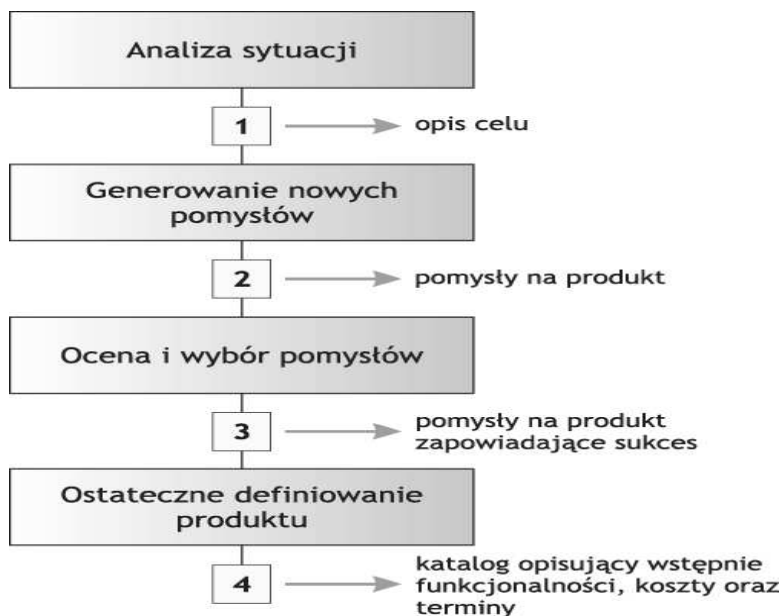 Analiza sytuacji
1
opis celu
Generowanie nowych
pomysłów
2
pomysły na produkt
Ocena i wybór pomysłów
3
pomysły na produkt
zapowiadające sukces
Ostateczne definiowanie
produktu
4
katalog opisujący wstępnie
funkcjonalności, koszty oraz
terminy